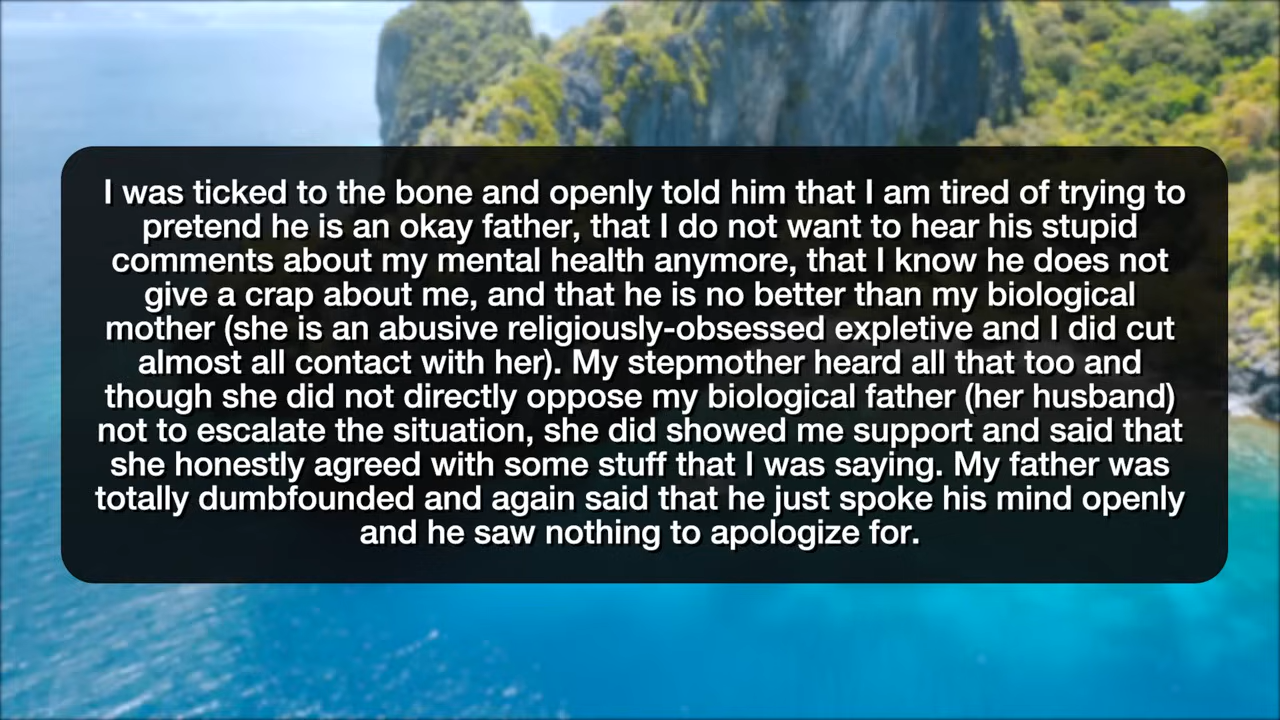 I was ticked to the bone and openly told him that I am tired of trying to
pretend he is an okay father, that I do not want to hear his stupid
comments about my mental health anymore, that I know he does not
give a crap about me, and that he is no better than my biological
mother (she is an abusive religiously-obsessed expletive and I did cut
almost all contact with her). My stepmother heard all that too and
though she did not directly oppose my biological father (her husband)
not to escalate the situation, she did showed me support and said that
she honestly agreed with some stuff that I was saying. My father was
totally dumbfounded and again said that he just spoke his mind openly
and he saw nothing to apologize for.